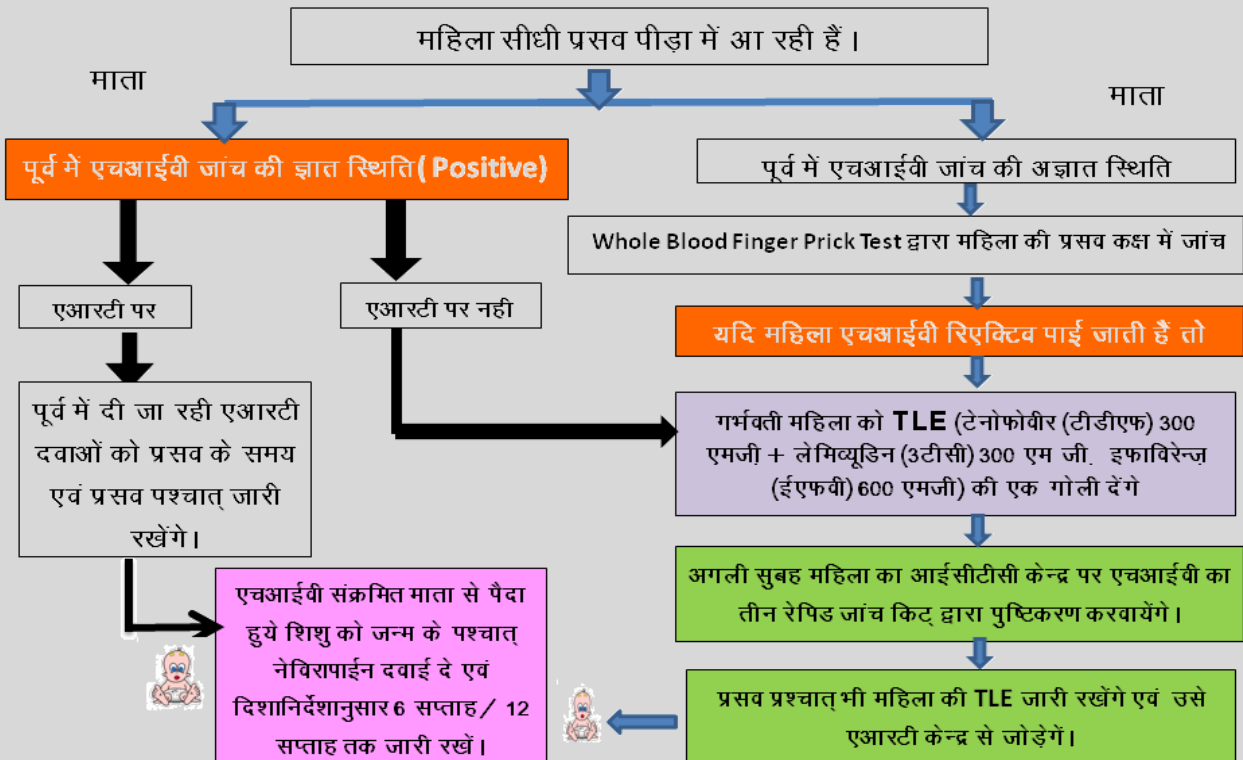 महिला सीधी प्रसव पीड़ा में आ रही हैं ।
माता
माता
पूर्व में एचआईवी जांच की ज्ञात स्थिति( Positive)
पूर्व में एचआईवी जांच की अज्ञात स्थिति
Whole Blood Finger Prick Test द्वारा महिला की प्रसव कक्ष में जांच
एआरटी पर
एआरटी पर नही
यदि महिला एचआईवी रिएक्टिव पाई जाती हैं तो
पूर्व में दी जा रही एआरटी
दवाओं को प्रसव के समय
एवं प्रसव पश्चात् जारी
रखेंगे ।
गर्भवती महिला को TLE (टेनोफोवीर (टीडीएफ) 300
एमजी + लेमिव्यूडिन (3टीसी) 300 एम जी. इफाविरेन्ज़
(ईएफवी) 600 एमजी) की एक गोली देंगे
अगली सुबह महिला का आईसीटीसी केन्द्र पर एचआईवी का
तीन रेपिड जांच किट् द्वारा पुष्टिकरण करवायेंगे ।
एचआईवी संक्रमित माता से पैदा
हुये शिशु को जन्म के पश्चात्
नेविरापाईन दवाई दे एवं
दिशानिर्देशानुसार 6 सप्ताह / 12
सप्ताह तक जारी रखें ।
प्रसव प्रश्चात् भी महिला की TLE जारी रखेंगे एवं उसे
एआरटी केन्द्र से जोड़ेगें ।